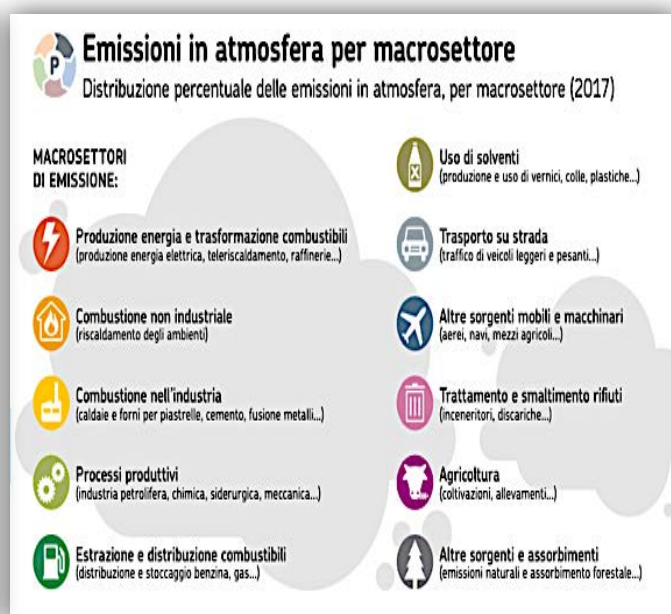 P
Emissioni in atmosfera per macrosettore
Distribuzione percentuale delle emissioni in atmosfera, per macrosettore (2017)
MACROSETTORI
DI EMISSIONE:
Produzione energia e trasformazione combustibili
(produzione energia elettrica, teleriscaldamento, raffinerie...)
Combustione non industriale
(riscaldamento degli ambienti)
Combustione nell'industria
(caldaie e forni per piastrelle, cemento, fusione metalli...)
Processi produttivi
(industria petrolifera, chimica, siderurgica, meccanica...)
Estrazione e distribuzione combustibili
(distribuzione e stoccaggio benzina, gas...)
Uso di solventi
(produzione e uso di vernici, colle, plastiche...)
Trasporto su strada
(traffico di veicoli leggeri e pesanti...)
Altre sorgenti mobili e macchinari
(aerei, navi, mezzi agricoli...)
Trattamento e smaltimento rifiuti
(inceneritori, discariche...)
Agricoltura
(coltivazioni, allevamenti...)
Altre sorgenti e assorbimenti
(emissioni naturali e assorbimento forestale...)